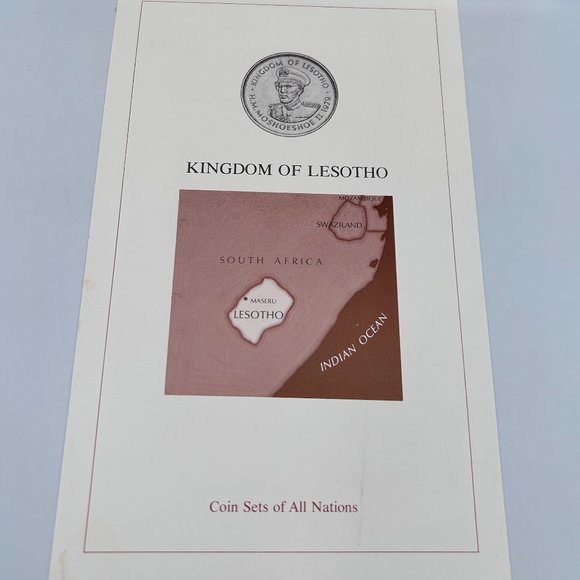 • KINGDOM OF LESOTHO •
H.M. MOSHOESHOE II 1979
KINGDOM OF LESOTHO
MOZAMBIQUE
SWAZILAND
SOUTH AFRICA
MASERU
LESOTHO
INDIAN OCEAN
Coin Sets of All Nations